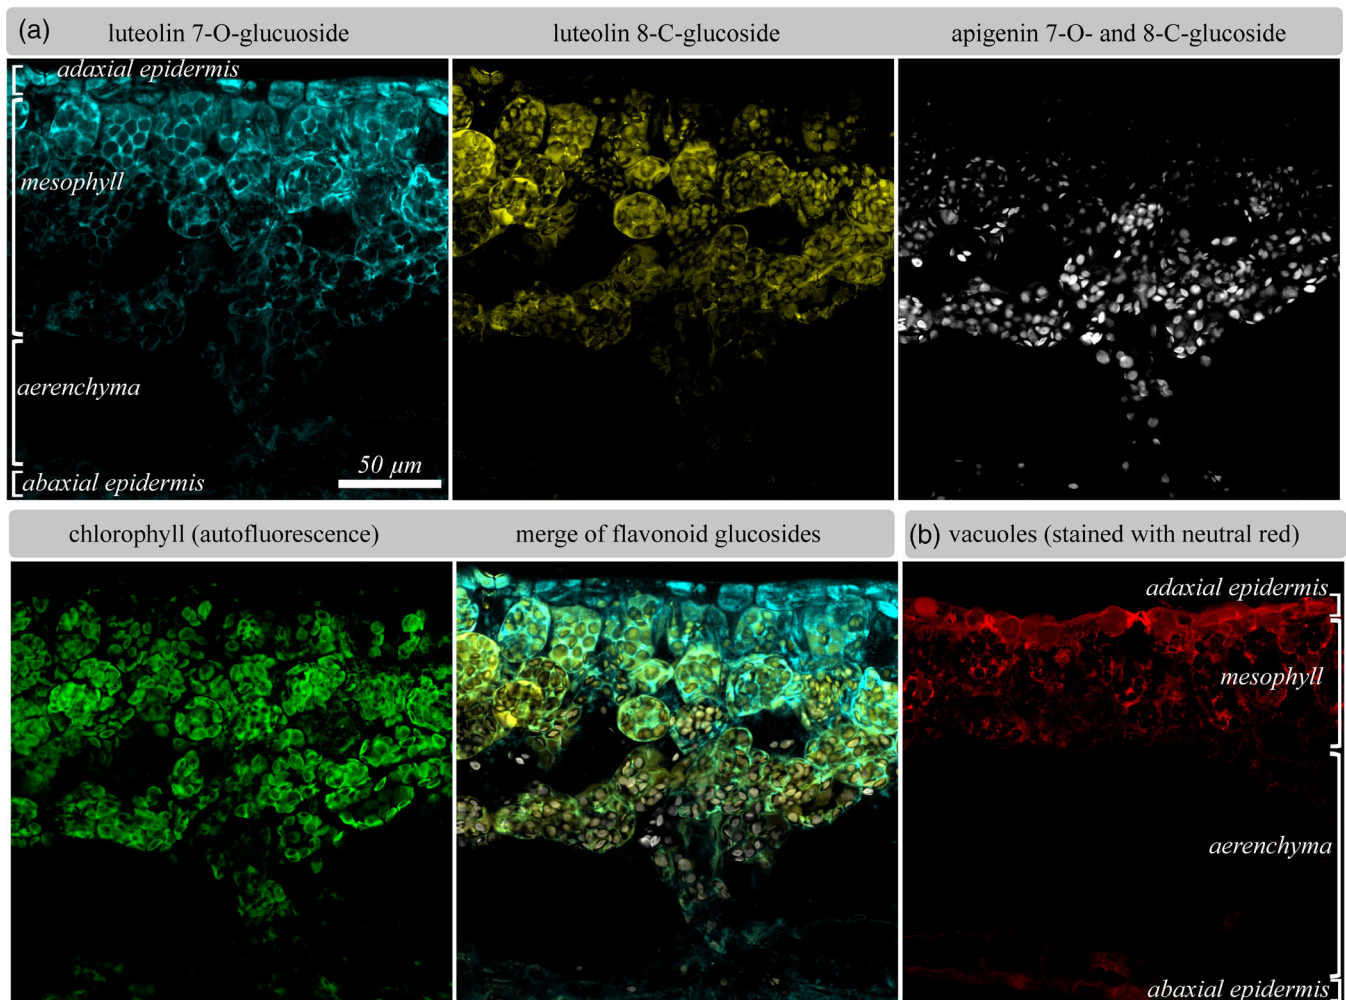 (a) luteolin 7-O-glucuoside
luteolin 8-C-glucoside
apigenin 7-O- and 8-C-glucoside
adaxial epidermis
mesophyll
aerenchyma
50 µm
abaxial epidermis
chlorophyll (autofluorescence)
merge of flavonoid glucosides
(b) vacuoles (stained with neutral red)
adaxial epidermis
mesophyll
aerenchyma
abaxial epidermis